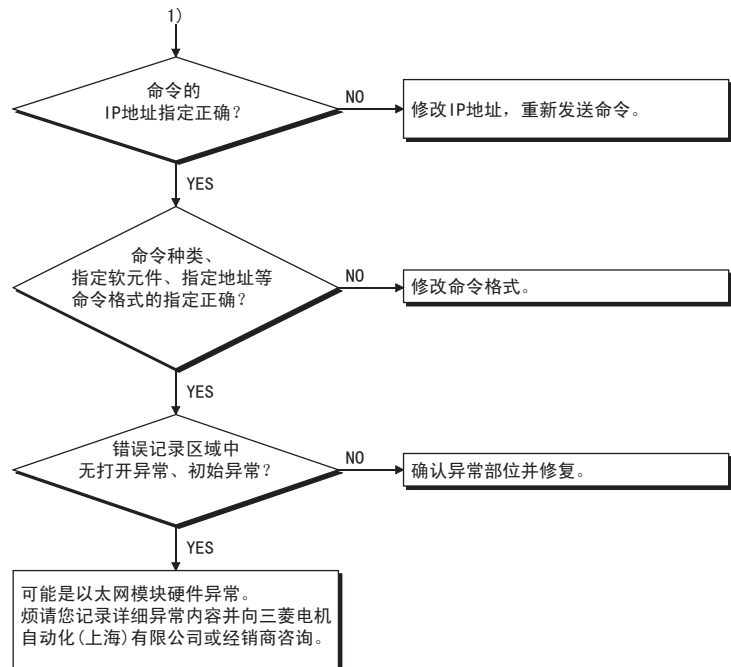 1)
命令的
IP地址指定正确？
NO
修改IP地址，重新发送命令。
YES
命令种类、
指定软元件、指定地址等
命令格式的指定正确？
NO
修改命令格式。
YES
错误记录区域中
无打开异常、初始异常？
NO
确认异常部位并修复。
YES
可能是以太网模块硬件异常。
烦请您记录详细异常内容并向三菱电机
自动化(上海)有限公司或经销商咨询。